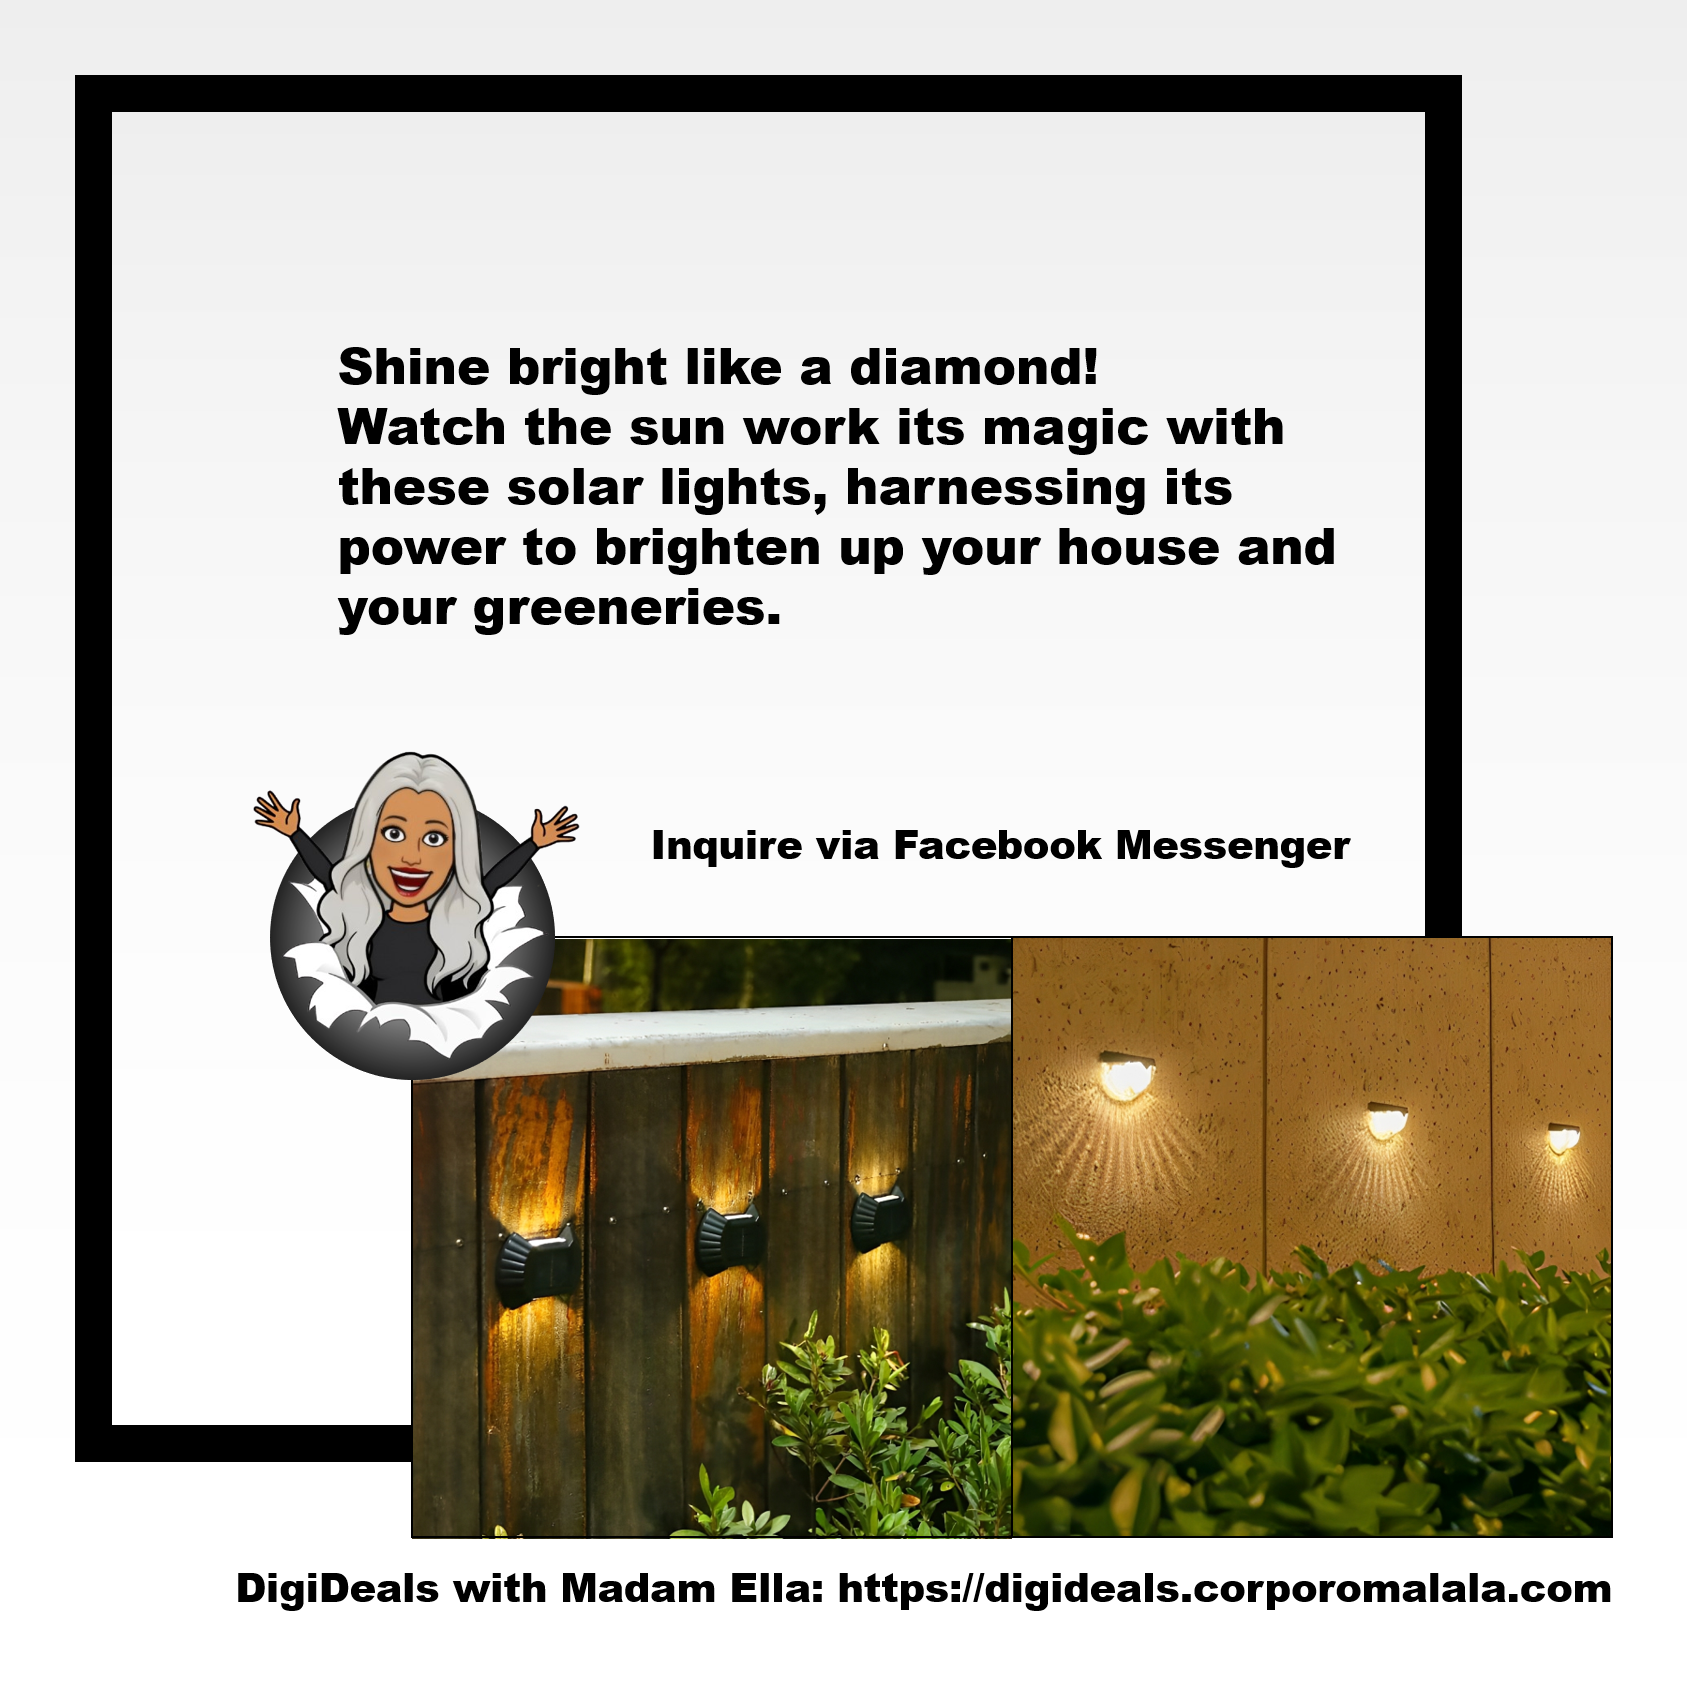 Shine bright like a diamond!
Watch the sun work its magic with
these solar lights, harnessing its
power to brighten up your house and
your greeneries.
Inquire via Facebook Messenger
DigiDeals with Madam Ella: https://digideals.corporomalala.com